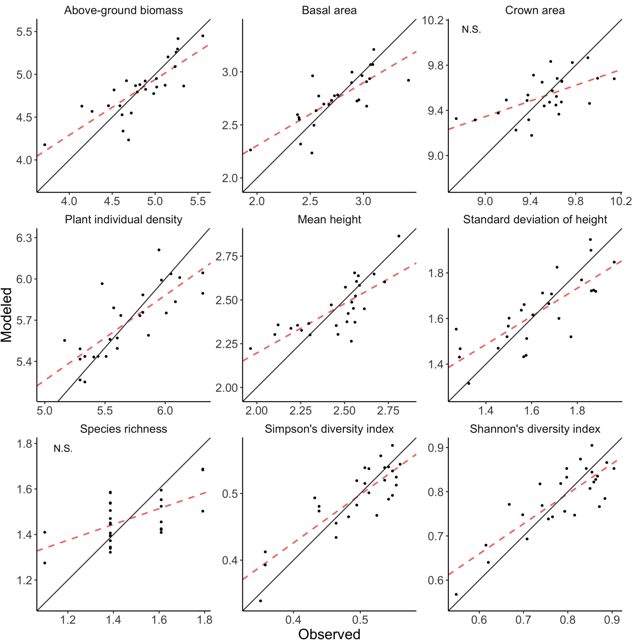 Above-ground biomass Basal area Crown area
5.5 5.0 4.5 4.0
3.0 2.5 2.0
10.2 9.8 9.4 9.0
N.S.
4.0 4.5 5.0 5.5
2.0 2.5 3.0
9.0 9.4 9.8 10.2
Plant individual density Mean height Standard deviation of height
6.3 6.0 5.7 5.4
2.75 2.50 2.25 2.00
1.8 1.6 1.4
5.0 5.5 6.0
2.00 2.25 2.50 2.75
1.4 1.6 1.8
Modeled
Species richness Simpson's diversity index Shannon's diversity index
1.8 1.6 1.4 1.2
N.S.
0.5 0.4
0.9 0.8 0.7 0.6
1.2 1.4 1.6 1.8
0.4 0.5
0.6 0.7 0.8 0.9
Observed